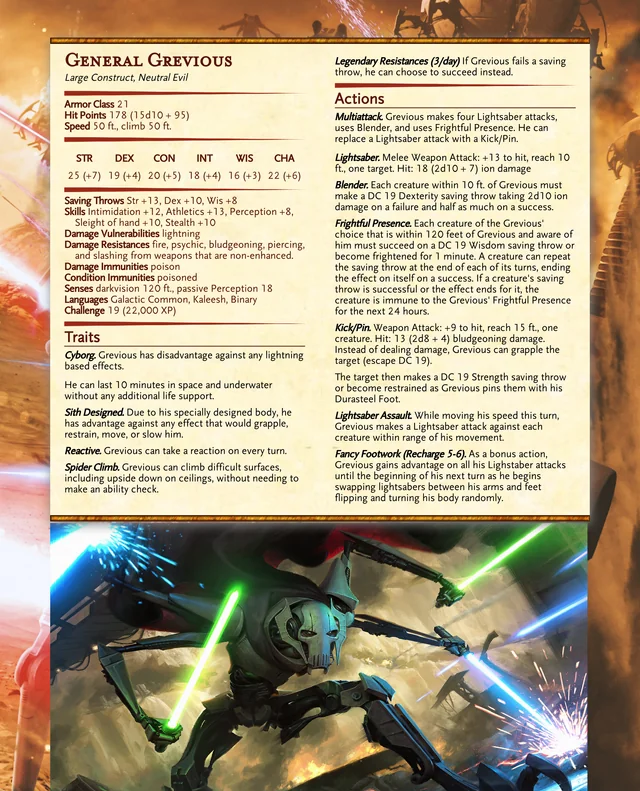 General Grevious
Large Construct, Neutral Evil
Armor Class 21
Hit Points 178 (15d10 + 95)
Speed 50 ft., climb 50 ft.
STR DEX CON INT WIS CHA
25 (+7) 19 (+4) 20 (+5) 18 (+4) 16 (+3) 22 (+6)
Saving Throws Str +13, Dex +10, Wis +8
Skills Intimidation +12, Athletics +13, Perception +8,
Sleight of hand +10, Stealth +10
Damage Vulnerabilities lightning
Damage Resistances fire, psychic, bludgeoning, piercing,
and slashing from weapons that are non-enhanced.
Damage Immunities poison
Condition Immunities poisoned
Senses darkvision 120 ft., passive Perception 18
Languages Galactic Common, Kaleesh, Binary
Challenge 19 (22,000 XP)
Traits
Cyborg. Grevious has disadvantage against any lightning
based effects.
He can last 10 minutes in space and underwater
without any additional life support.
Sith Designed. Due to his specially designed body, he
has advantage against any effect that would grapple,
restrain, move, or slow him.
Reactive. Grevious can take a reaction on every turn.
Spider Climb. Grevious can climb difficult surfaces,
including upside down on ceilings, without needing to
make an ability check.
Legendary Resistances (3/day) If Grevious fails a saving
throw, he can choose to succeed instead.
Actions
Multiattack. Grevious makes four Lightsaber attacks,
uses Blender, and uses Frightful Presence. He can
replace a Lightsaber attack with a Kick/Pin.
Lightsaber. Melee Weapon Attack: +13 to hit, reach 10
ft., one target. Hit: 18 (2d10 + 7) ion damage
Blender. Each creature within 10 ft. of Grevious must
make a DC 19 Dexterity saving taking 2d10 ion
damage on a failure and half as much on a success.
Frightful Presence. Each creature of the Grevious'
choice that is within 120 feet of Grevious and aware of
him must succeed on a DC 19 Wisdom saving throw or
become frightened for 1 minute. A creature can repeat
the saving throw at the end of each of its turns, ending
the effect on itself on a success. If a creature's saving
throw is successful or the effect ends for it, the
creature is immune to the Grevious' Frightful Presence
for the next 24 hours.
Kick/Pin. Weapon Attack: +9 to hit, reach 15 ft., one
creature. Hit: 13 (2d8 + 4) bludgeoning damage.
Instead of dealing damage, Grevious can grapple the
target (escape DC 19).
The target then makes a DC 19 Strength saving throw
or become restrained as Grevious pins them with his
Durasteel Foot.
Lightsaber Assault. While moving his speed this turn,
Grevious makes a Lightsaber attack against each
creature within range of his movement.
Fancy Footwork (Recharge 5-6). As a bonus action,
Grevious gains advantage on all his Lighstaber attacks
until the beginning of his next turn as he begins
swapping lightsabers between his arms and feet
flipping and turning his body randomly.